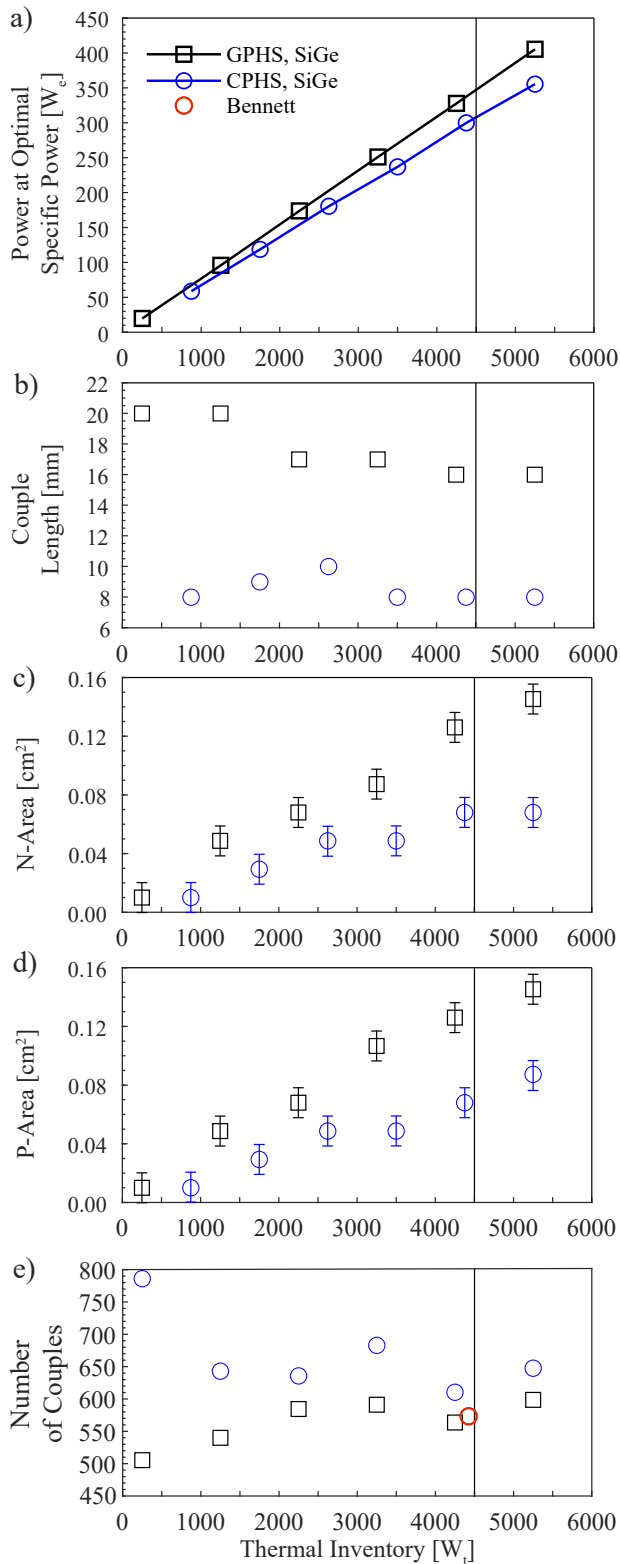 a)
Power at Optimal
Specific Power [Wₑ]
450
400
350
300
250
200
150
100
50
0
GPHS, SiGe
CPHS, SiGe
Bennett
0 1000 2000 3000 4000 5000 6000
b)
Couple
Length [mm]
22
20
18
16
14
12
10
8
6
0 1000 2000 3000 4000 5000 6000
c)
N-Area [cm²]
0.16
0.12
0.08
0.04
0.00
0 1000 2000 3000 4000 5000 6000
d)
P-Area [cm²]
0.16
0.12
0.08
0.04
0.00
0 1000 2000 3000 4000 5000 6000
e)
Number
of Couples
800
750
700
650
600
550
500
450
0 1000 2000 3000 4000 5000 6000
Thermal Inventory [Wₜ]